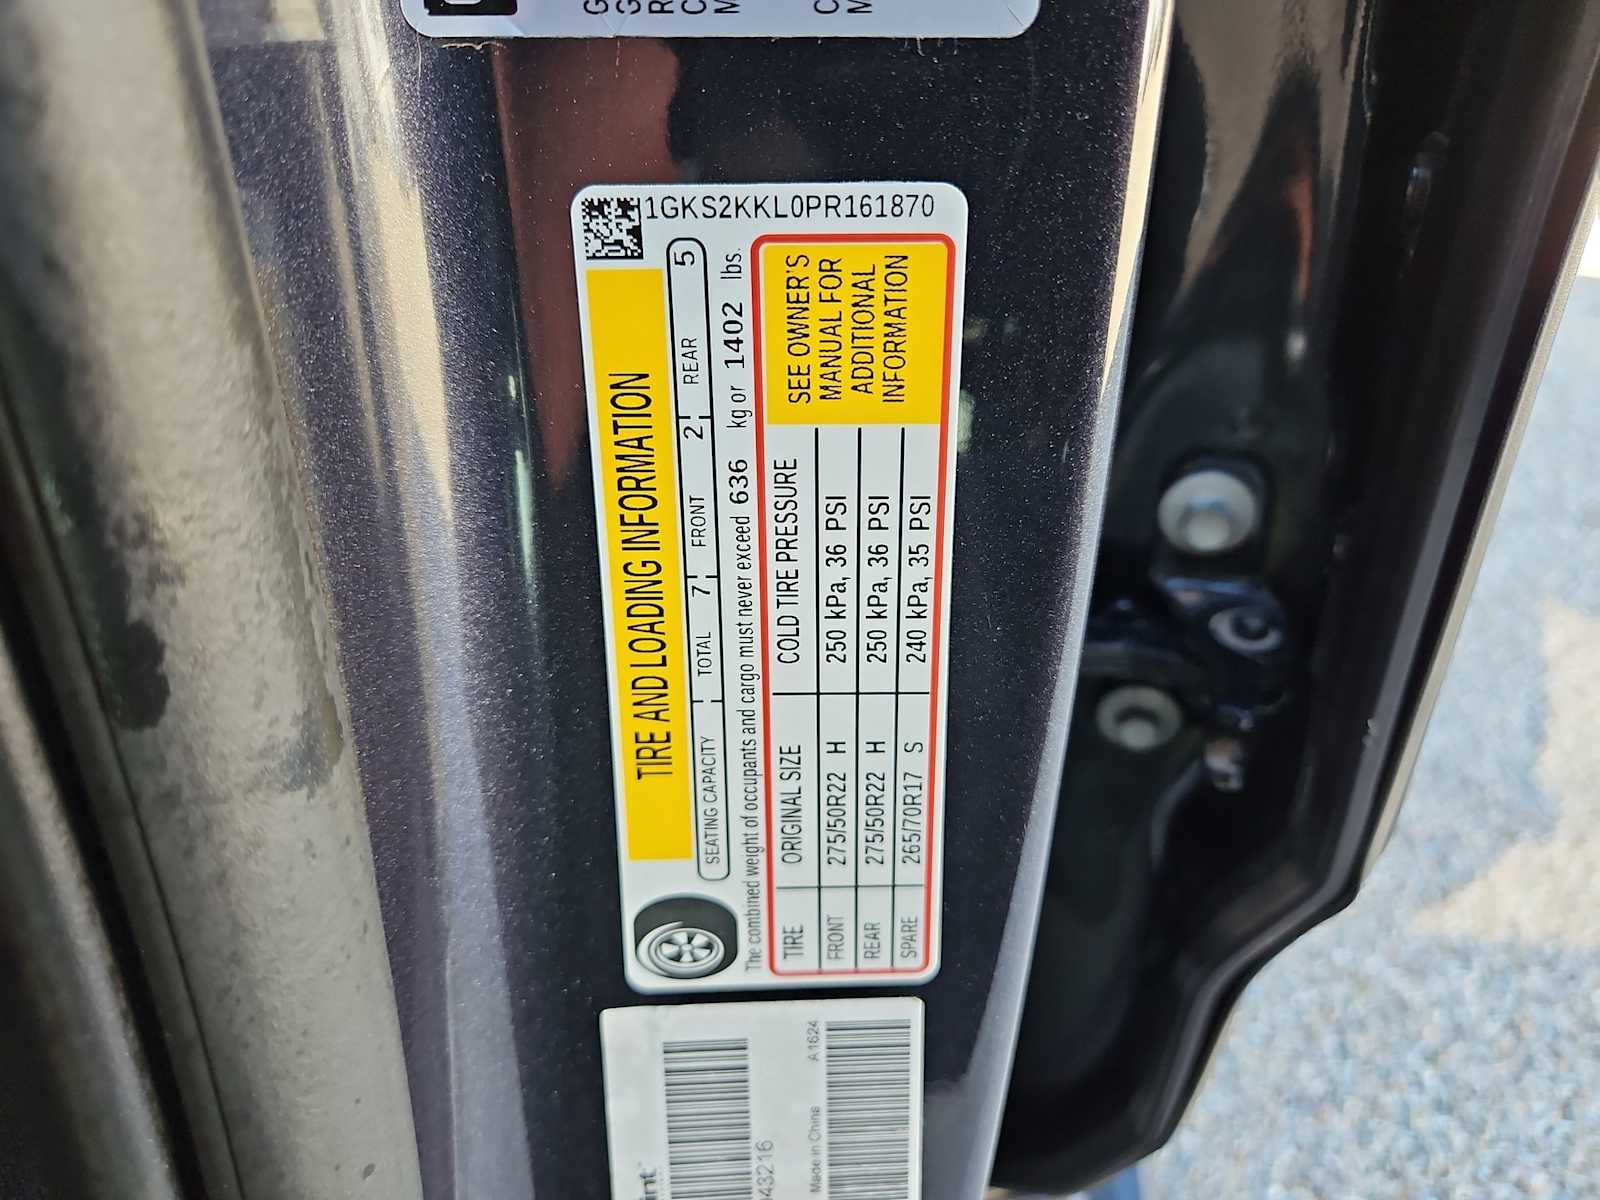 1GKS2KKL0PR161870
TIRE AND LOADING INFORMATION
SEATING CAPACITY TOTAL 7 FRONT 2 REAR 5
The combined weight of occupants and cargo must never exceed 636 kg or 1402 lbs.
TIRE ORIGINAL SIZE COLD TIRE PRESSURE
FRONT 275/50R22 H 250 kPa, 36 PSI
REAR 275/50R22 H 250 kPa, 36 PSI
SPARE 265/70R17 S 240 kPa, 35 PSI
SEE OWNER'S
MANUAL FOR
ADDITIONAL
INFORMATION
43216
Made in China A1624